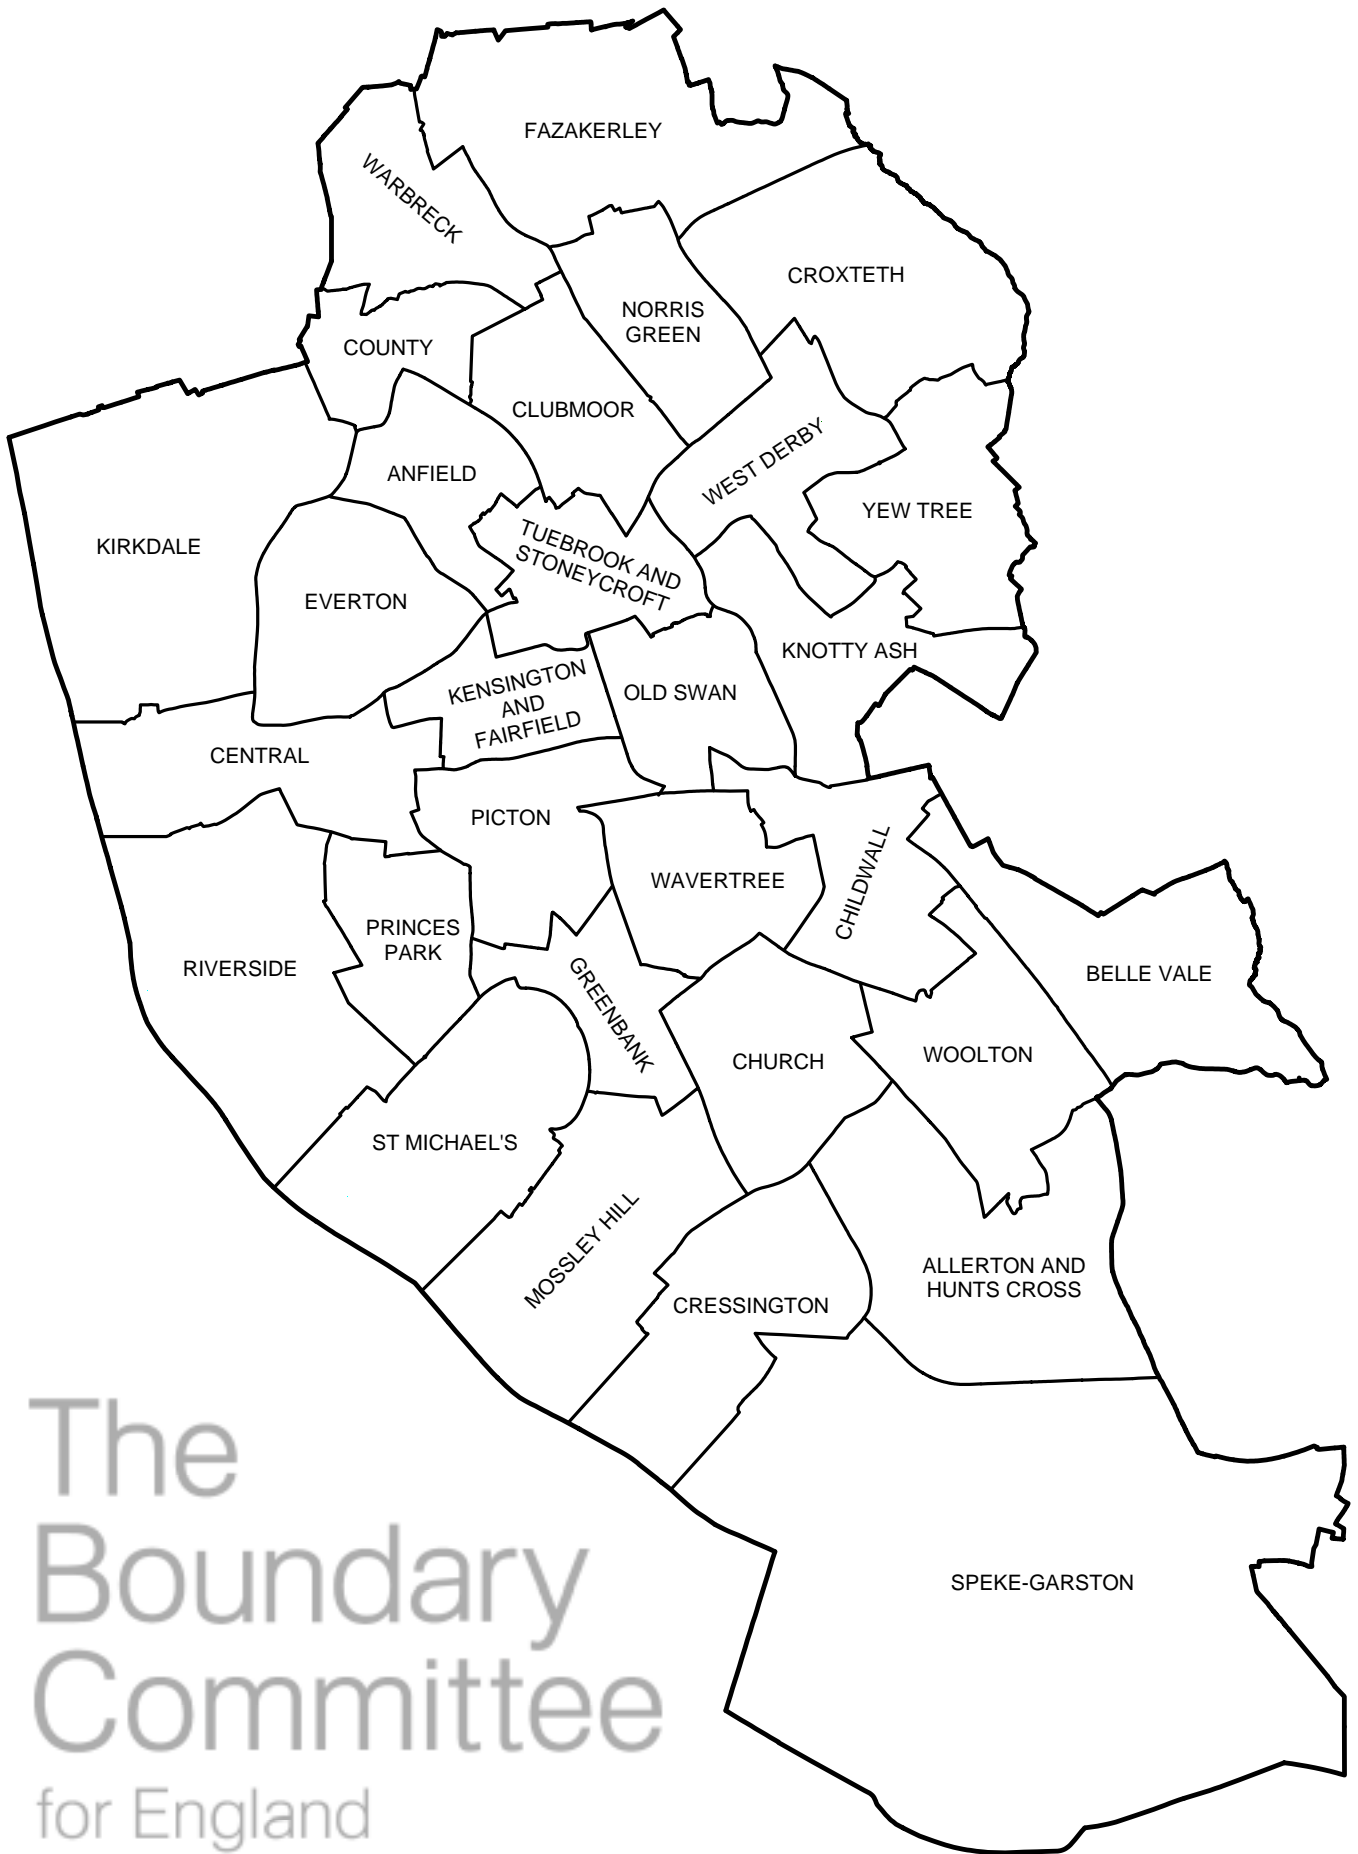 FAZAKERLEY
WARBRECK
CROXTETH
NORRIS
GREEN
COUNTY
CLUBMOOR
WEST DERBY
ANFIELD
YEW TREE
KIRKDALE
TUEBROOK AND
STONEYCROFT
EVERTON
KNOTTY ASH
KENSINGTON
AND
FAIRFIELD
OLD SWAN
CENTRAL
PICTON
WAVERTREE
CHILDWALL
PRINCES
PARK
RIVERSIDE
GREENBANK
BELLE VALE
CHURCH
WOOLTON
ST MICHAEL'S
MOSSLEY HILL
ALLERTON AND
HUNTS CROSS
CRESSINGTON
SPEKE-GARSTON
The
Boundary
Committee
for England